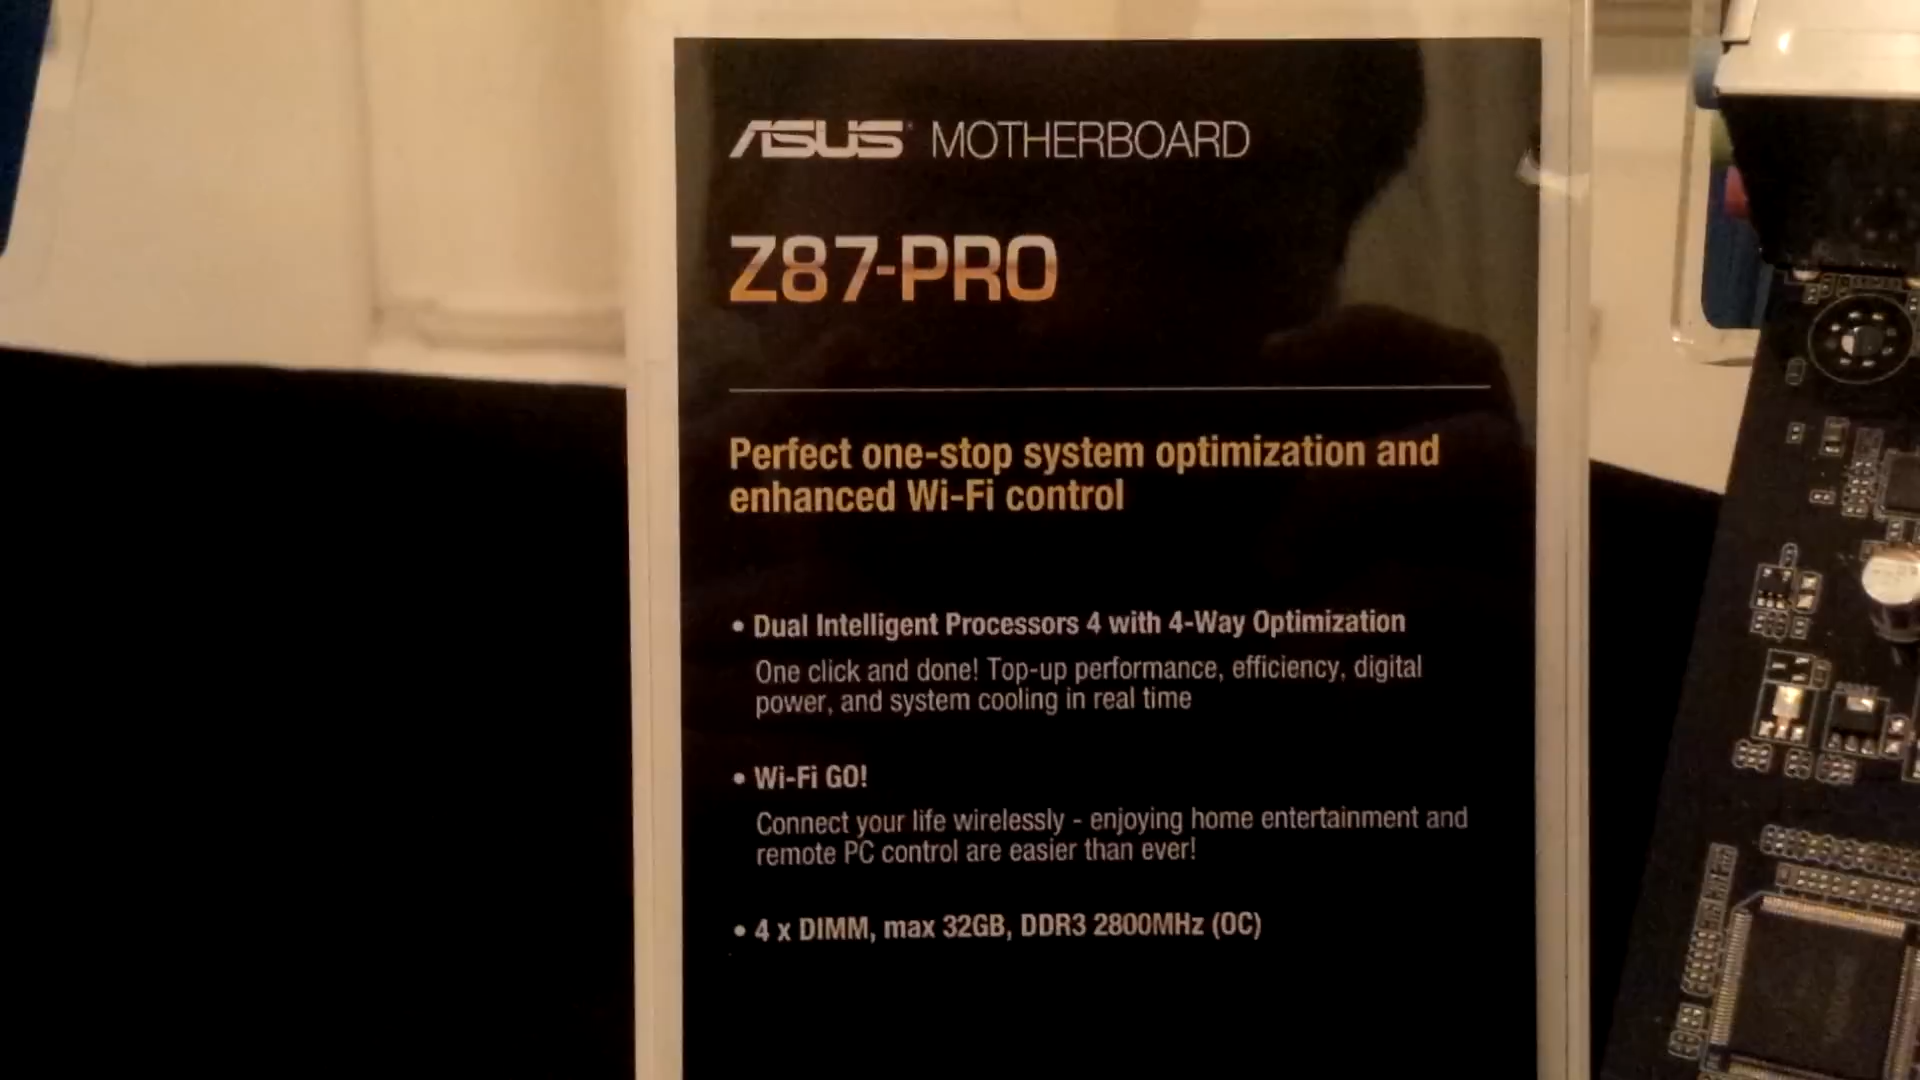 ASUS MOTHERBOARD
Z87-PRO
Perfect one-stop system optimization and
enhanced Wi-Fi control
• Dual Intelligent Processors 4 with 4-Way Optimization
One click and done! Top-up performance, efficiency, digital
power, and system cooling in real time
• Wi-Fi GO!
Connect your life wirelessly - enjoying home entertainment and
remote PC control are easier than ever!
• 4 x DIMM, max 32GB, DDR3 2800MHz (OC)